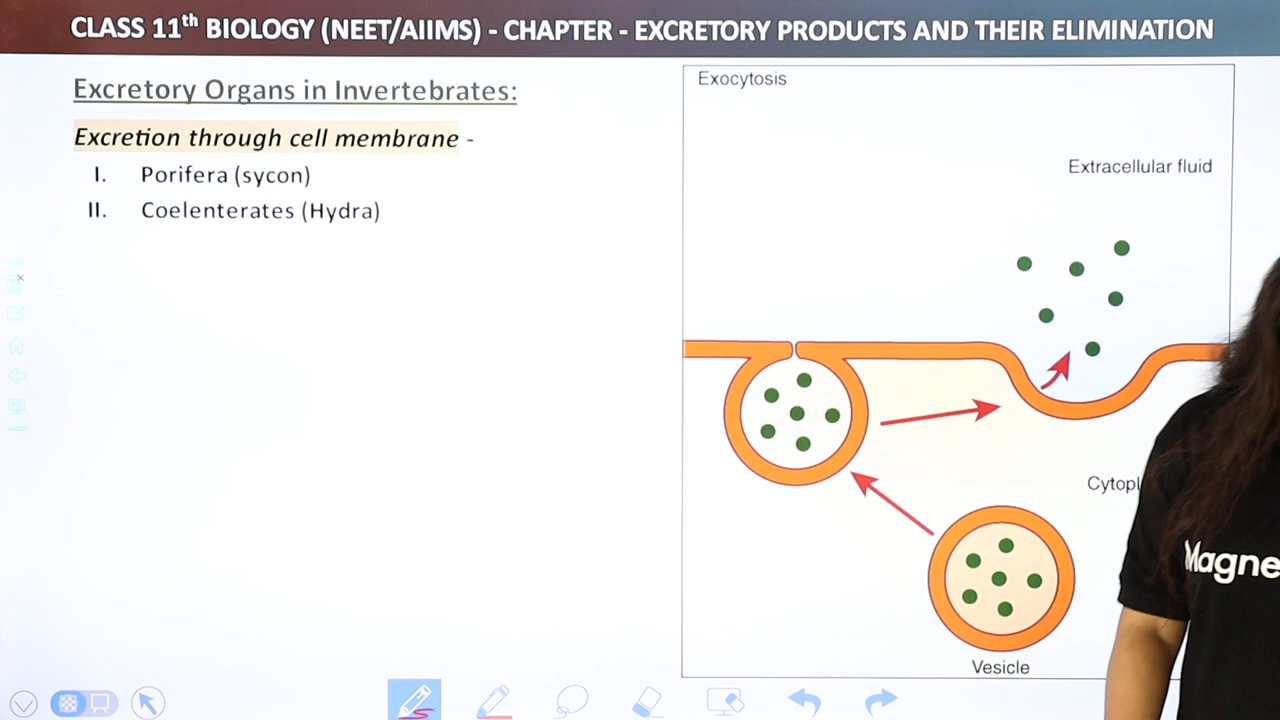 CLASS 11th BIOLOGY (NEET/AIIMS) - CHAPTER - EXCRETORY PRODUCTS AND THEIR ELIMINATION
Excretory Organs in Invertebrates:
Excretion through cell membrane -
I. Porifera (sycon)
II. Coelenterates (Hydra)
Exocytosis
Extracellular fluid
Cytopl
Vesicle
Magne